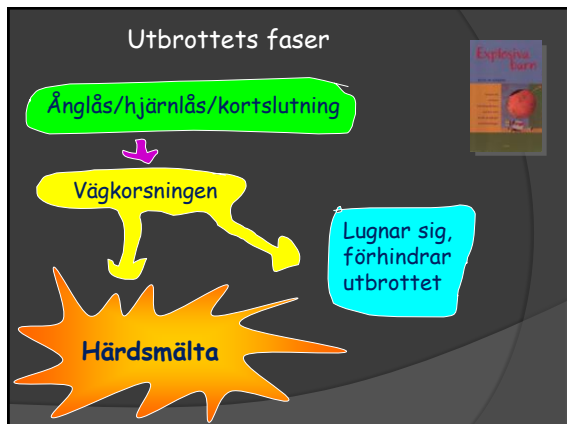 Utbrottets faser
Explosiva
barn
Ånglås/hjärnlås/kortslutning
Vägkorsningen
Lugnar sig,
förhindrar
utbrottet
Härdsmälta